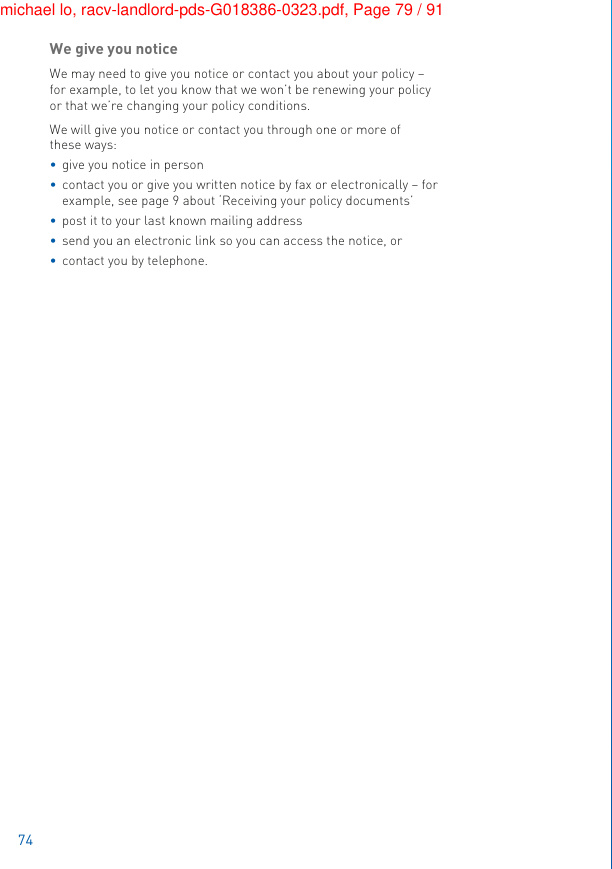 michael lo, racv-landlord-pds-G018386-0323.pdf, Page 79 / 91
We give you notice
We may need to give you notice or contact you about your policy –
for example, to let you know that we won't be renewing your policy
or that we're changing your policy conditions.
We will give you notice or contact you through one or more of
these ways:
• give you notice in person
• contact you or give you written notice by fax or electronically – for
example, see page 9 about 'Receiving your policy documents'
• post it to your last known mailing address
• send you an electronic link so you can access the notice, or
• contact you by telephone.
74